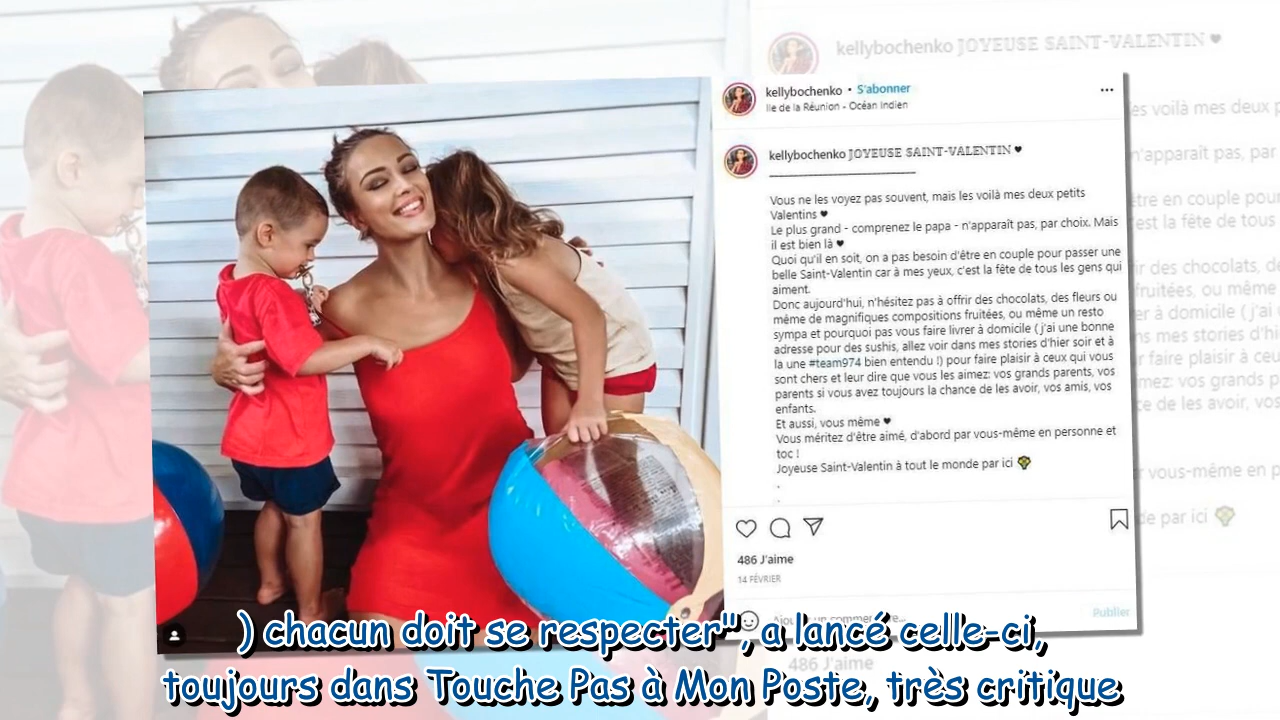 kellybochenko JOYEUSE SAINT-VALENTIN ♥
kellybochenko • S'abonner
Ile de la Réunion - Océan Indien
kellybochenko JOYEUSE SAINT-VALENTIN ♥
Vous ne les voyez pas souvent, mais les voilà mes deux petits
Valentins ♥
Le plus grand - comprenez le papa - n'apparaît pas, par choix. Mais
il est bien là ♥
Quoi qu'il en soit, on a pas besoin d'être en couple pour passer une
belle Saint-Valentin car à mes yeux, c'est la fête de tous les gens qui
aiment.
Donc aujourd'hui, n'hésitez pas à offrir des chocolats, des fleurs ou
même de magnifiques compositions fruitées, ou même un resto
sympa et pourquoi pas vous faire livrer à domicile ( j'ai une bonne
adresse pour des sushis, allez voir dans mes stories d'hier soir et à
la une #team974 bien entendu !) pour faire plaisir à ceux qui vous
sont chers et leur dire que vous les aimez: vos grands parents, vos
parents si vous avez toujours la chance de les avoir, vos amis, vos
enfants.
Et aussi, vous même ♥
Vous méritez d'être aimé, d'abord par vous-même en personne et
toc !
Joyeuse Saint-Valentin à tout le monde par ici 💐
.
.
486 J'aime
14 FÉVRIER
Publier
486 J'aime
) chacun doit se respecter", a lancé celle-ci,
toujours dans Touche Pas à Mon Poste, très critique